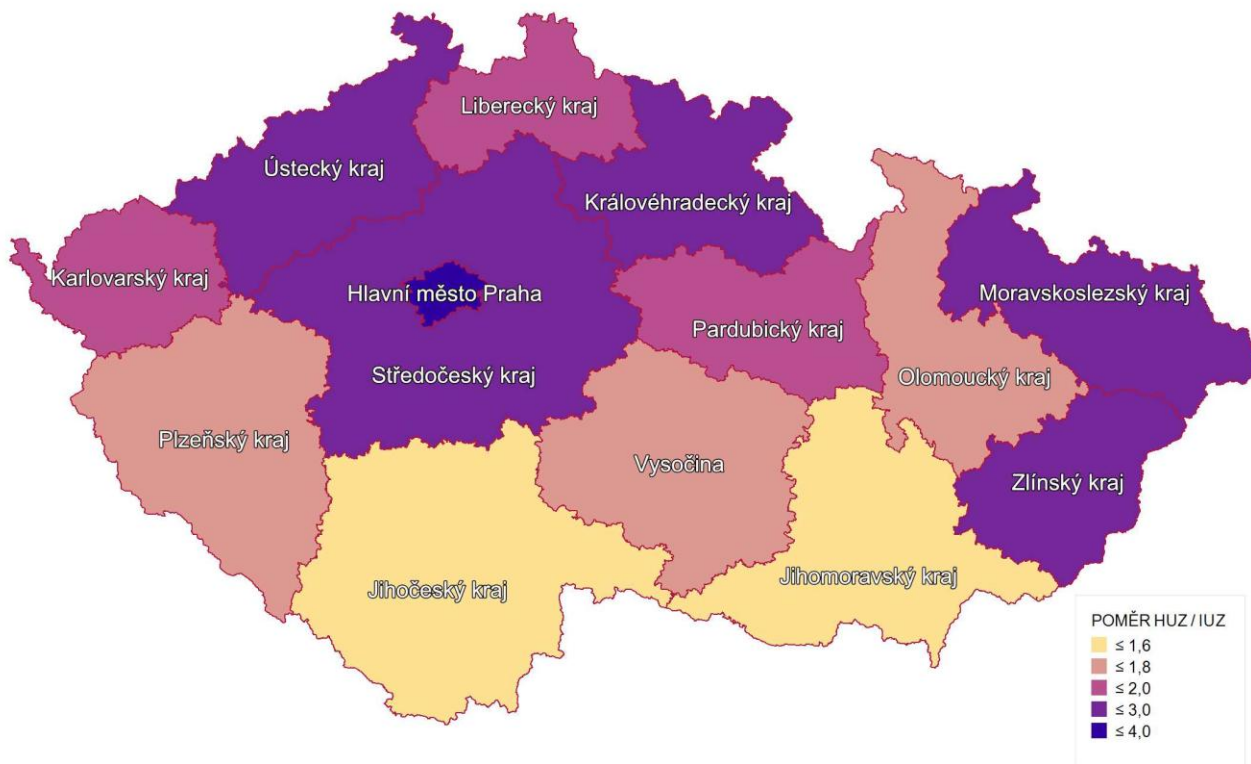 Liberecký kraj
Ústecký kraj
Královéhradecký kraj
Karlovarský kraj
Hlavní město Praha
Moravskoslezský kraj
Pardubický kraj
Středočeský kraj
Olomoucký kraj
Plzeňský kraj
Vysočina
Zlínský kraj
Jihočeský kraj
Jihomoravský kraj
POMĚR HUZ / IUZ
≤ 1,6
≤ 1,8
≤ 2,0
≤ 3,0
≤ 4,0